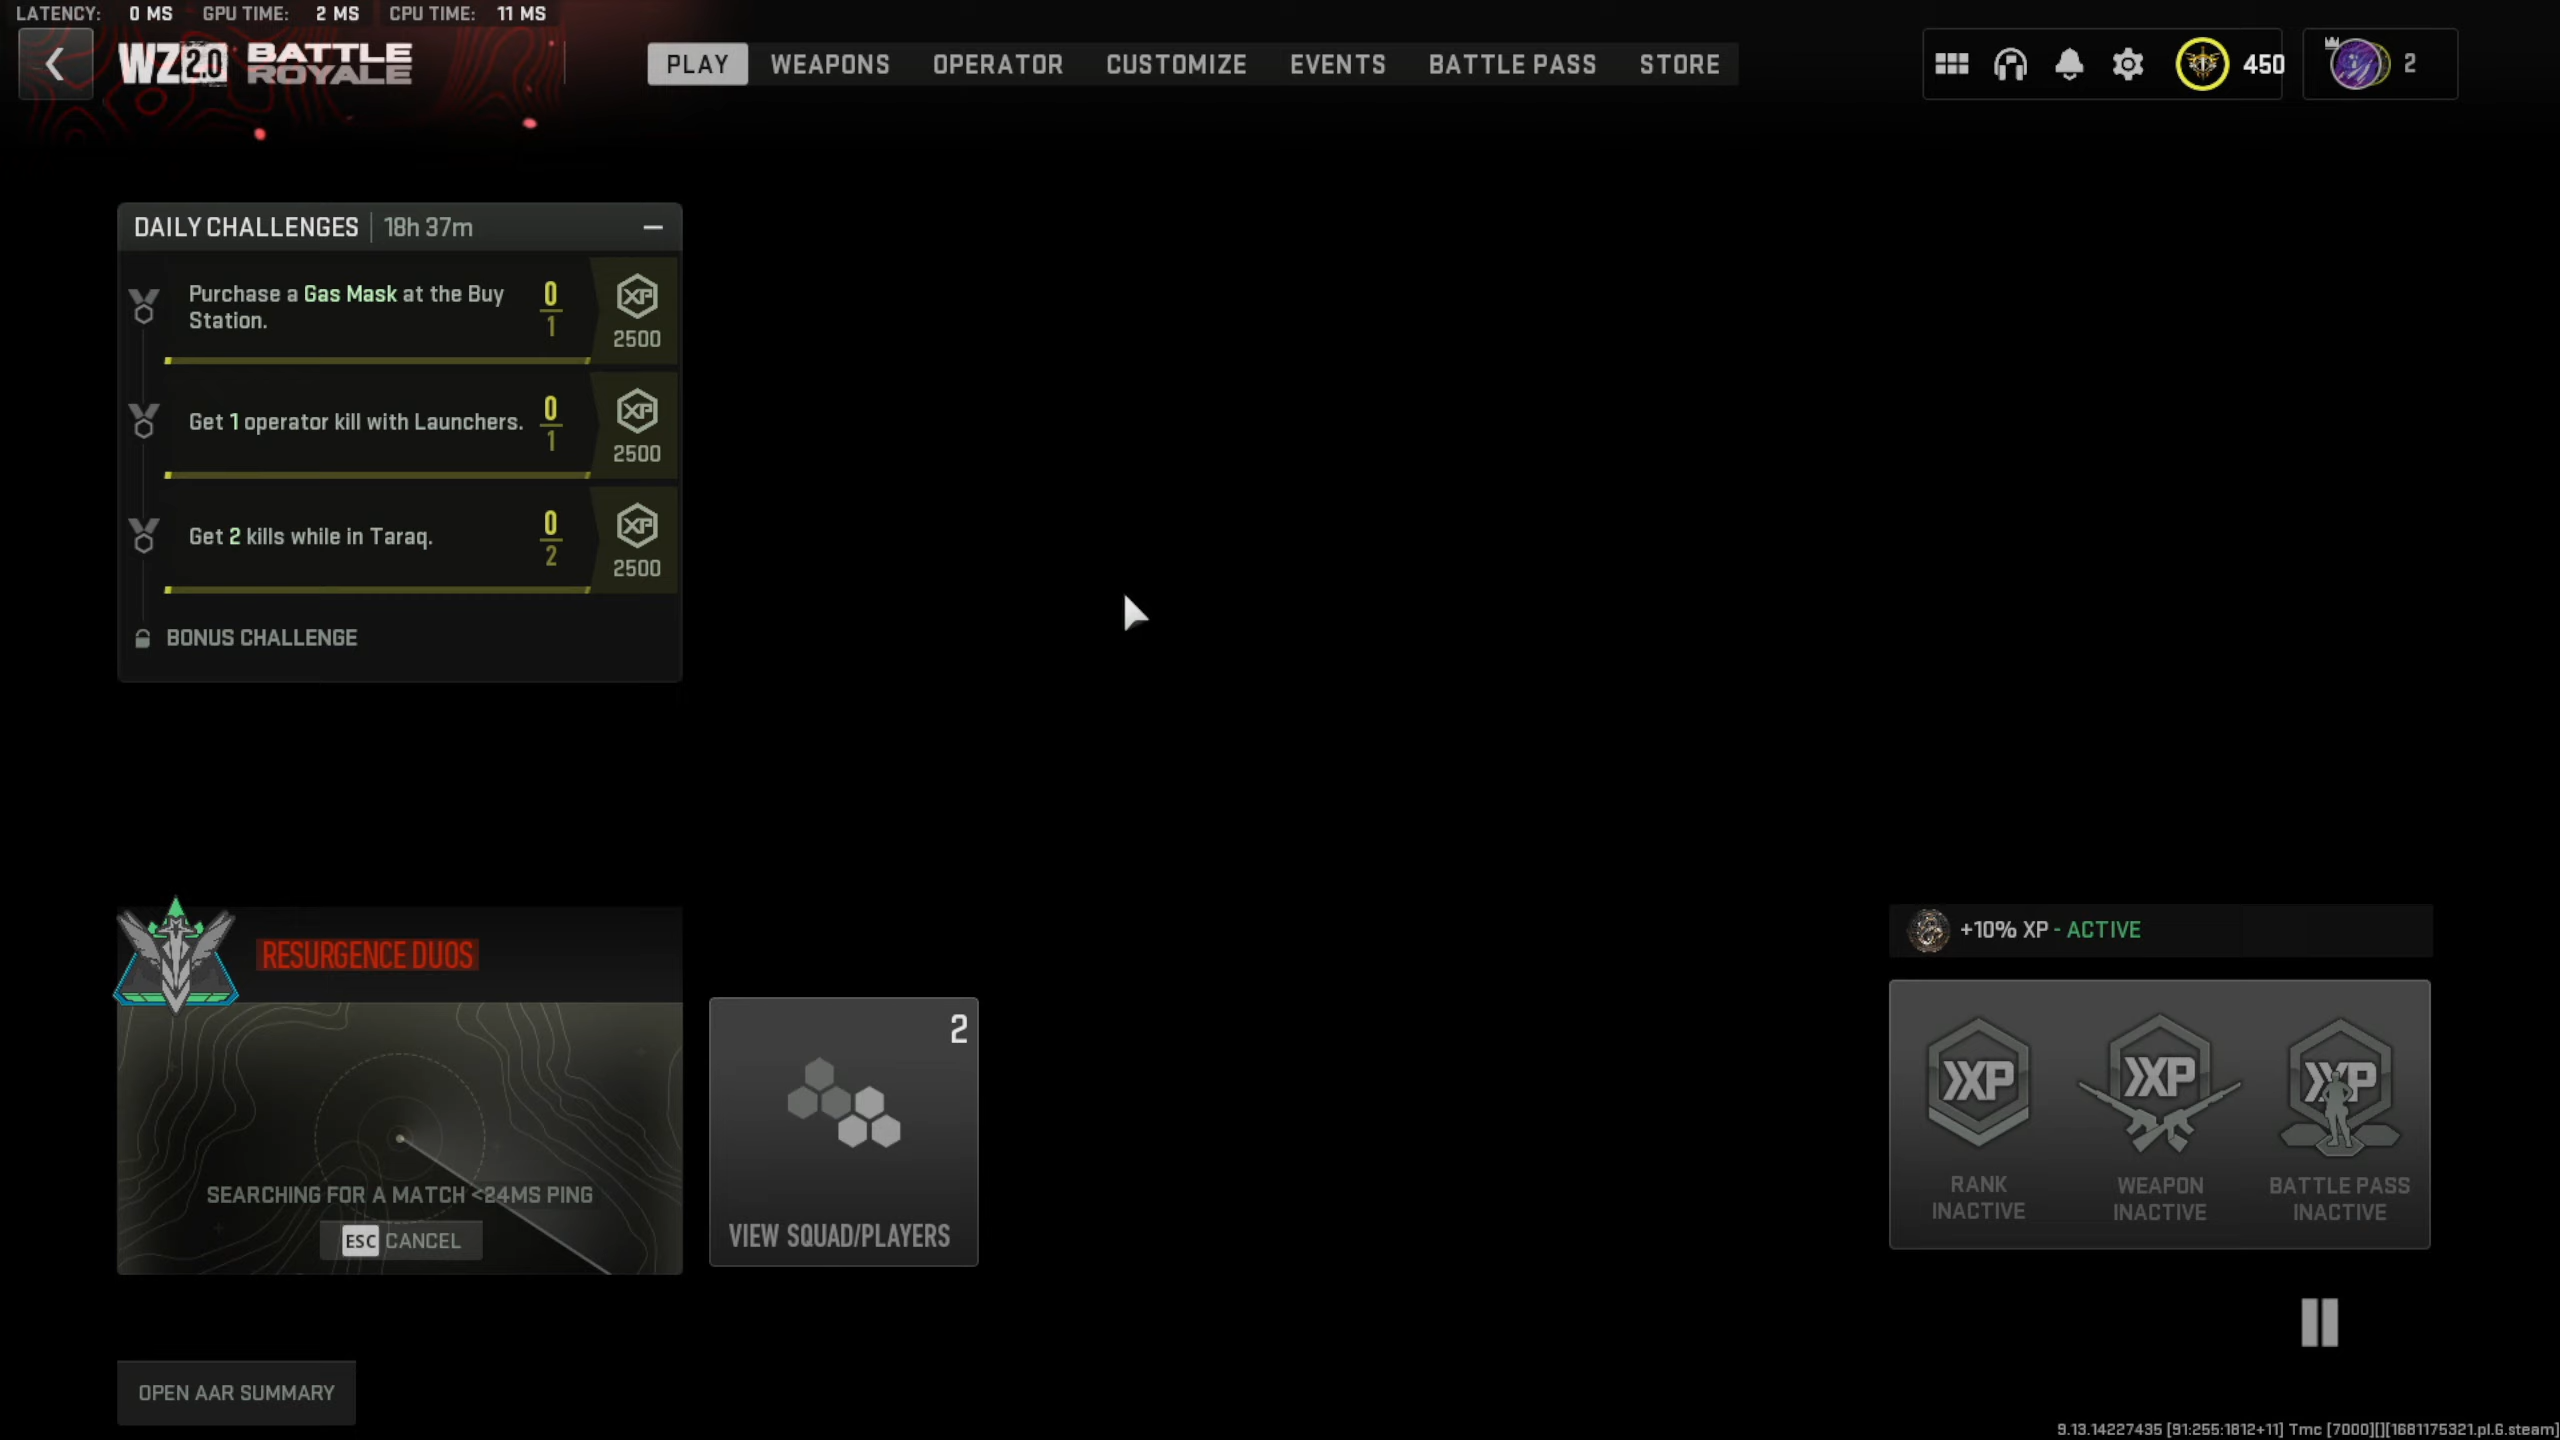 LATENCY: 0 MS GPU TIME: 2 MS CPU TIME: 11 MS
WZ2.0 BATTLE ROYALE
PLAY WEAPONS OPERATOR CUSTOMIZE EVENTS BATTLE PASS STORE
450
2
DAILY CHALLENGES 18h 37m
Purchase a Gas Mask at the Buy
Station.
0
1
XP
2500
Get 1 operator kill with Launchers.
0
1
XP
2500
Get 2 kills while in Taraq.
0
2
XP
2500
BONUS CHALLENGE
RESURGENCE DUOS
SEARCHING FOR A MATCH <24MS PING
ESC CANCEL
2
VIEW SQUAD/PLAYERS
+10% XP - ACTIVE
XP XP XP
RANK
INACTIVE
WEAPON
INACTIVE
BATTLE PASS
INACTIVE
OPEN AAR SUMMARY
9.13.14227435 [91:255:1812+11] Tmc [7000][][1681175321.pl.G.steam]